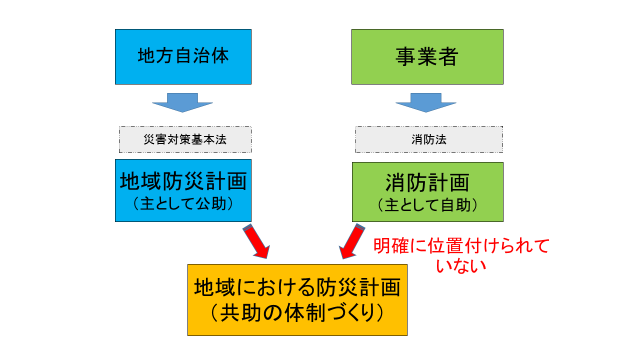 地方自治体
事業者
災害対策基本法
消防法
地域防災計画
（主として公助）
消防計画
（主として自助）
明確に位置付けられて
いない
地域における防災計画
（共助の体制づくり）